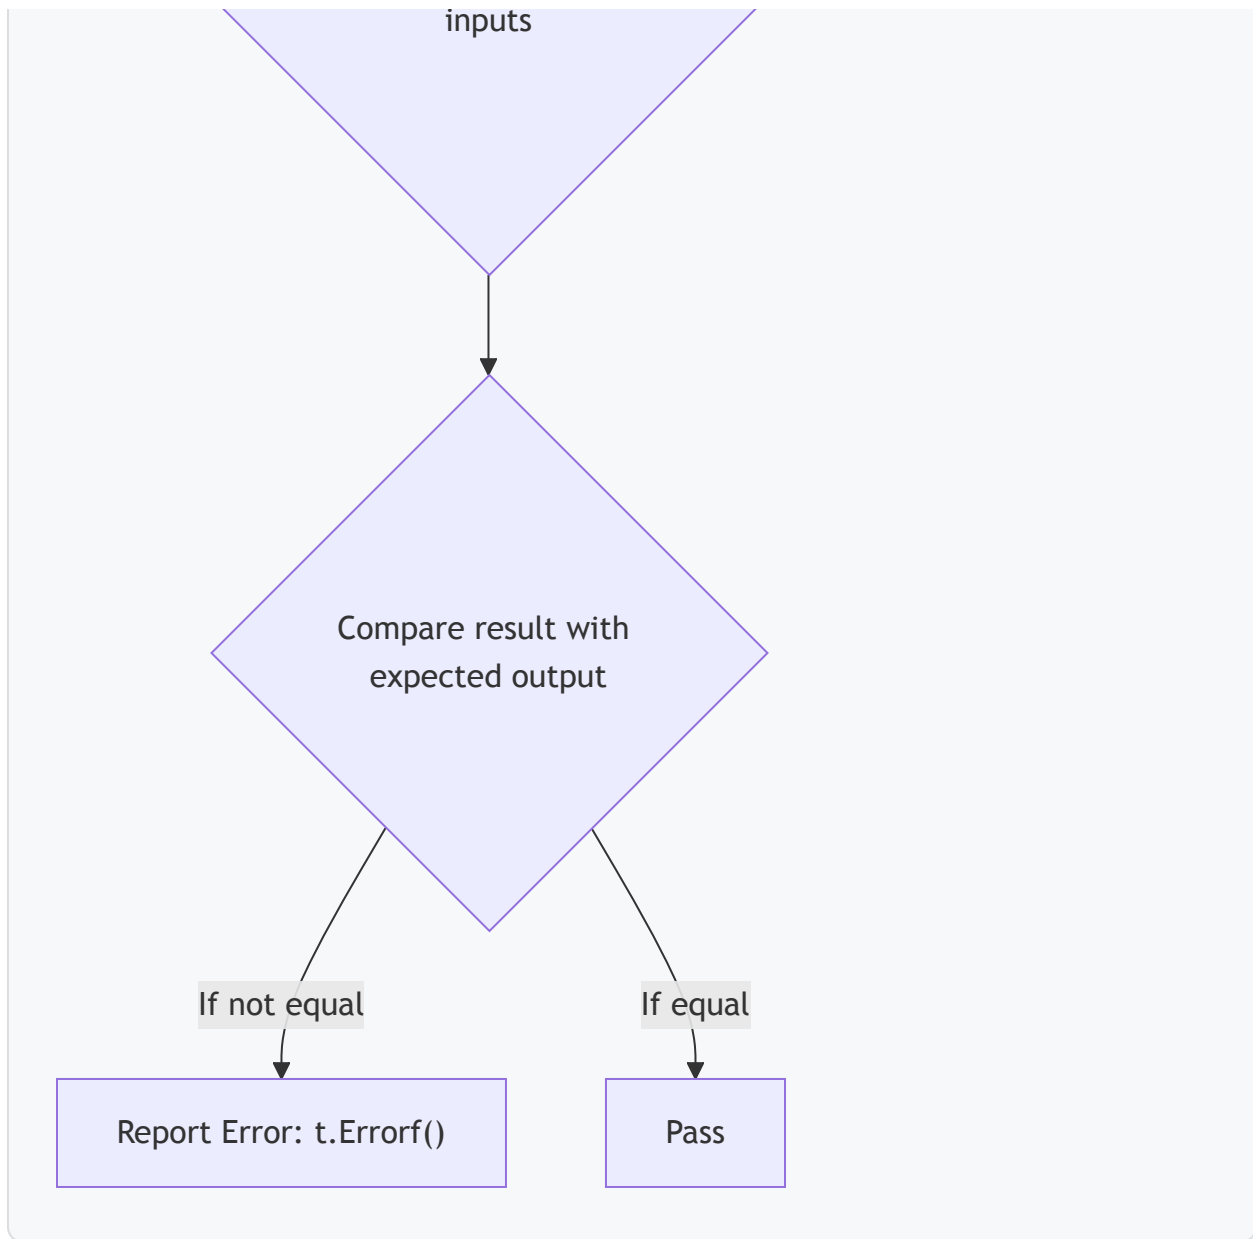 inputs
Compare result with
expected output
If not equal
If equal
Report Error: t.Errorf()
Pass